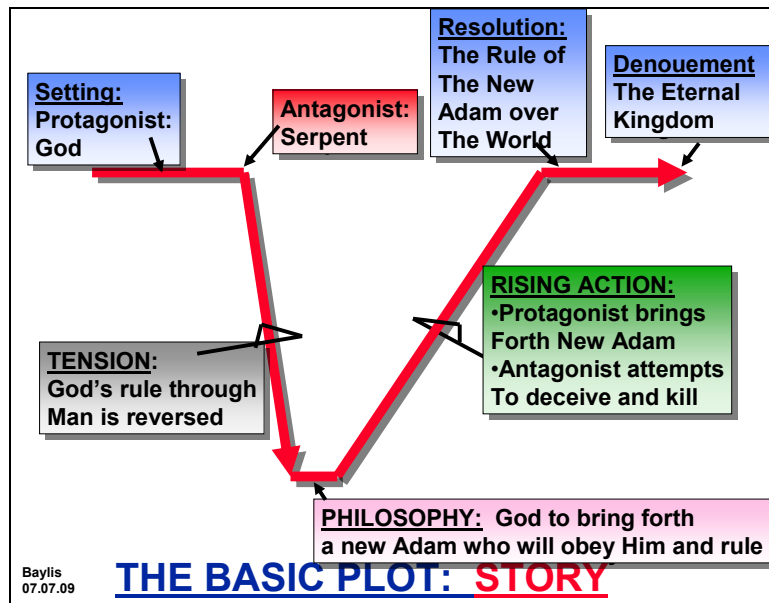 Setting:
Protagonist:
God
Antagonist:
Serpent
Resolution:
The Rule of
The New
Adam over
The World
Denouement
The Eternal
Kingdom
TENSION:
God's rule through
Man is reversed
RISING ACTION:
•Protagonist brings
Forth New Adam
•Antagonist attempts
To deceive and kill
PHILOSOPHY: God to bring forth
a new Adam who will obey Him and rule
Baylis
07.07.09
THE BASIC PLOT: STORY